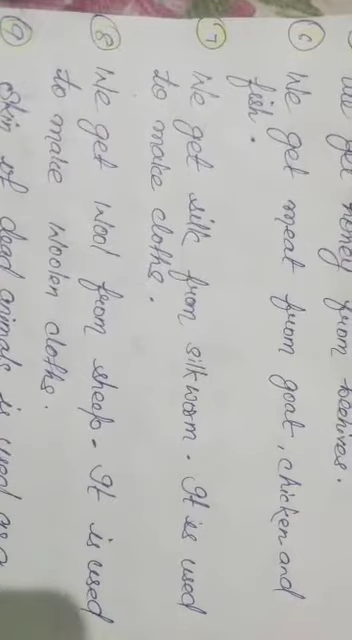 We get honey from beehives.
6 We get meat from goat, chicken and
fish.
7 We get silk from silkworm. It is used
to make cloths.
8 We get wool from sheep. It is used
to make woolen cloths.
9 Skin of dead animals is used as a